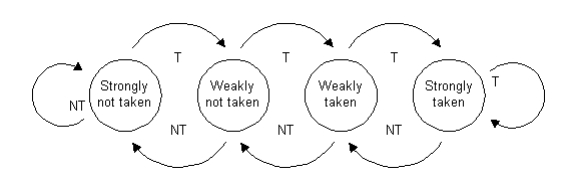 T T T
Strongly not taken
Weakly not taken
Weakly taken
Strongly taken
T
NT
NT NT NT